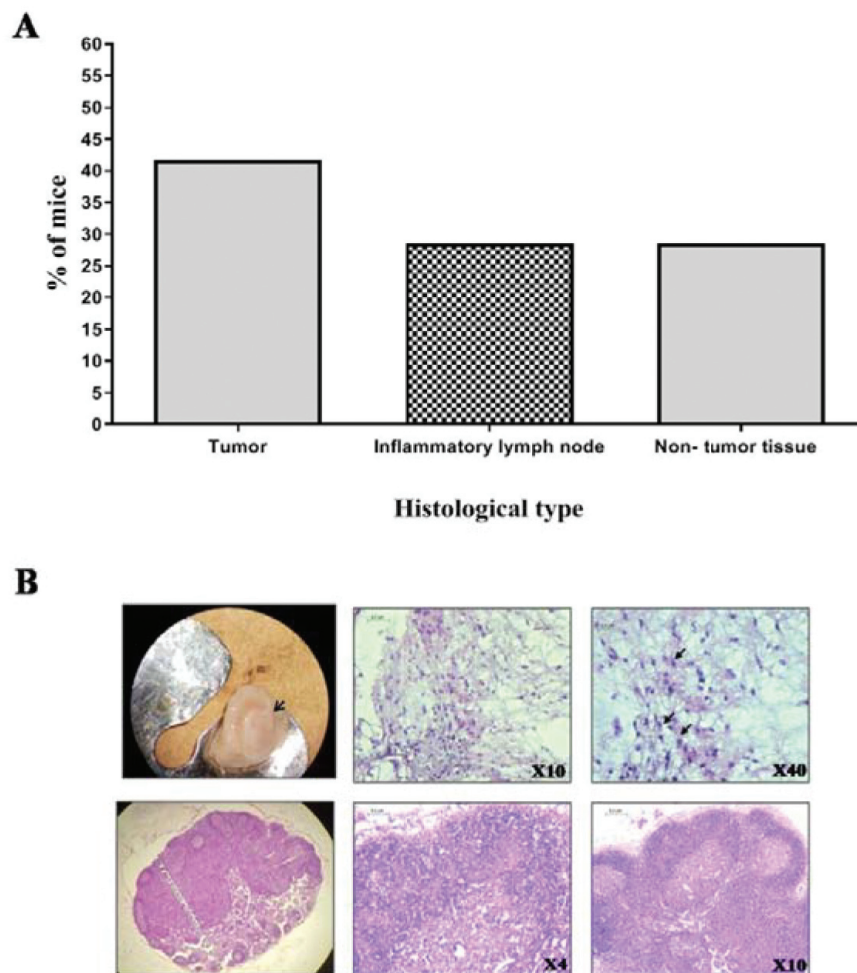 A
60
55
50
45
40
35
30
25
20
15
10
5
0
% of mice
Tumor
Inflammatory lymph node
Non- tumor tissue
Histological type
B
X10
X40
X4
X10